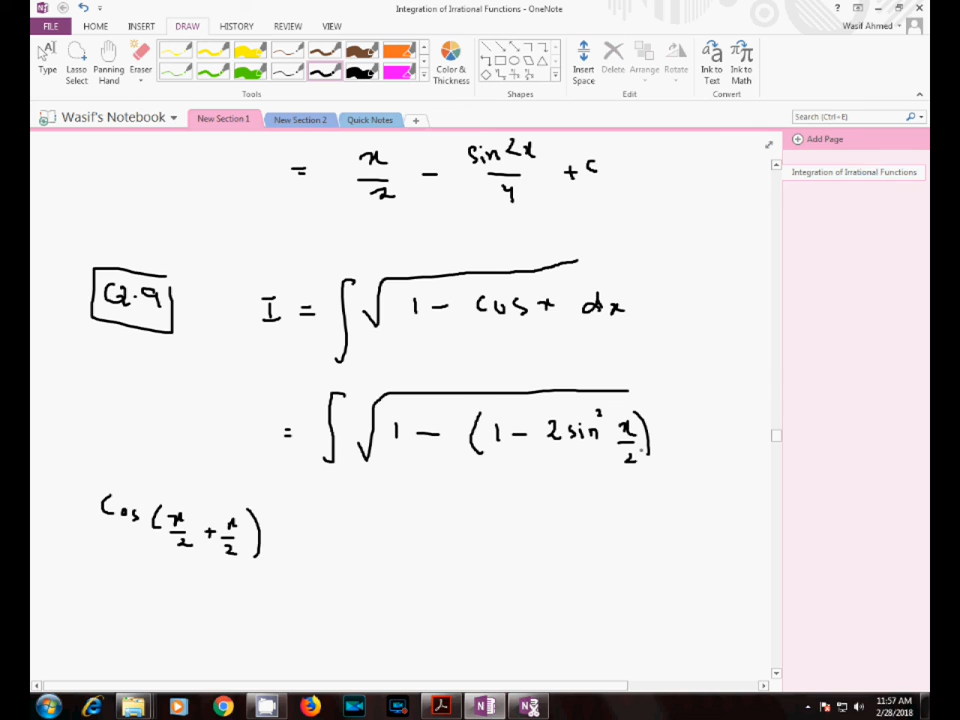 Integration of Irrational Functions - OneNote
?
FILE HOME INSERT DRAW HISTORY REVIEW VIEW
Wasif Ahmed
Type Lasso Select Panning Hand Eraser
Color & Thickness
Insert Space Delete Arrange Rotate
Ink to Text Ink to Math
Tools Shapes Edit Convert
Wasif's Notebook New Section 1 New Section 2 Quick Notes +
Search (Ctrl+E)
Add Page
Integration of Irrational Functions
= x/2 - sin2x/4 + c
Q.9 I = ∫ √(1 - cosx) dx
= ∫ √(1 - (1 - 2sin² x/2))
Cos(x/2 + x/2)
11:57 AM
2/28/2018